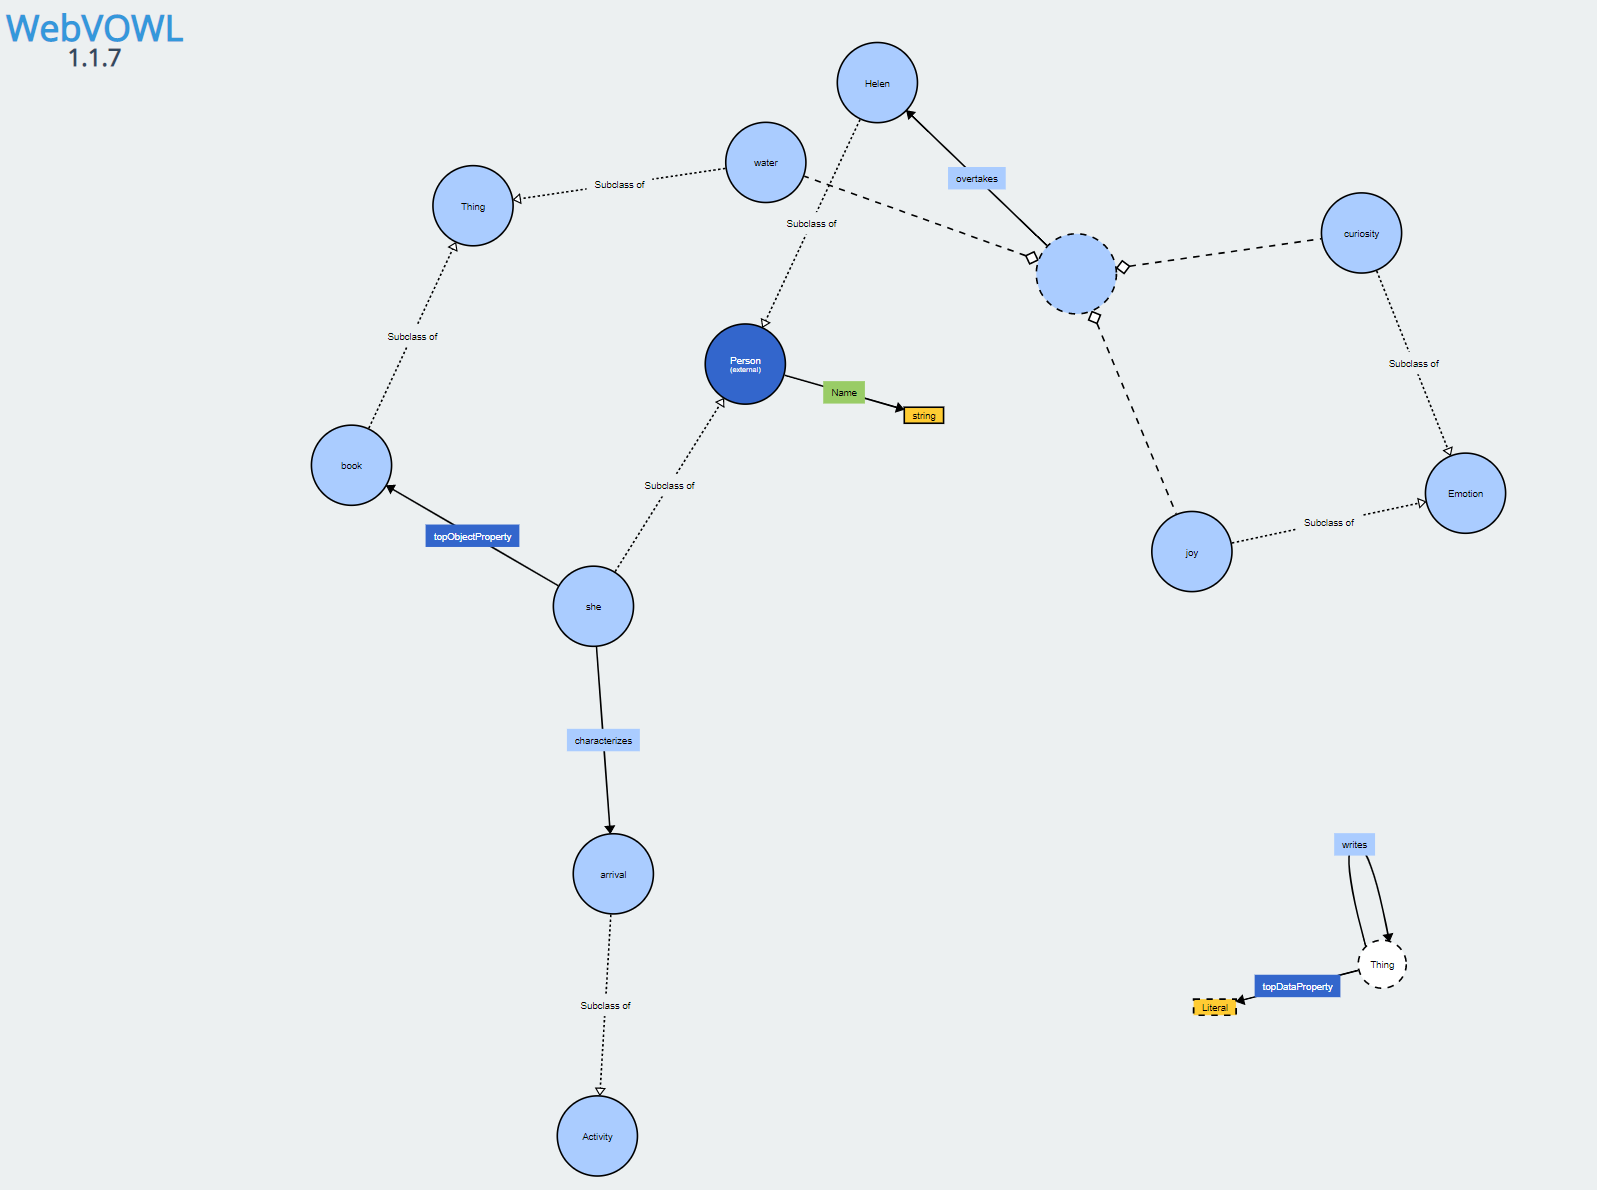 WebVOWL
1.1.7
Helen
water
Subclass of
Thing
overtakes
Subclass of
curiosity
Subclass of
Person
(external)
Name
string
Subclass of
book
Subclass of
Emotion
topObjectProperty
Subclass of
joy
she
characterizes
arrival
writes
Thing
topDataProperty
Literal
Subclass of
Activity